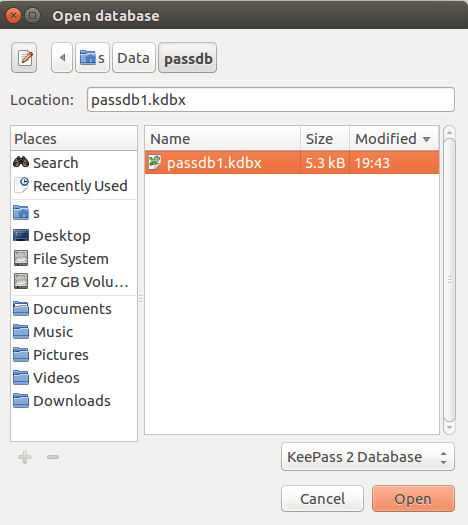 Open database
s Data passdb
Location: passdb1.kdbx
Places
Search
Recently Used
s
Desktop
File System
127 GB Volu...
Documents
Music
Pictures
Videos
Downloads
Name Size Modified
passdb1.kdbx 5.3 kB 19:43
KeePass 2 Database
Cancel Open